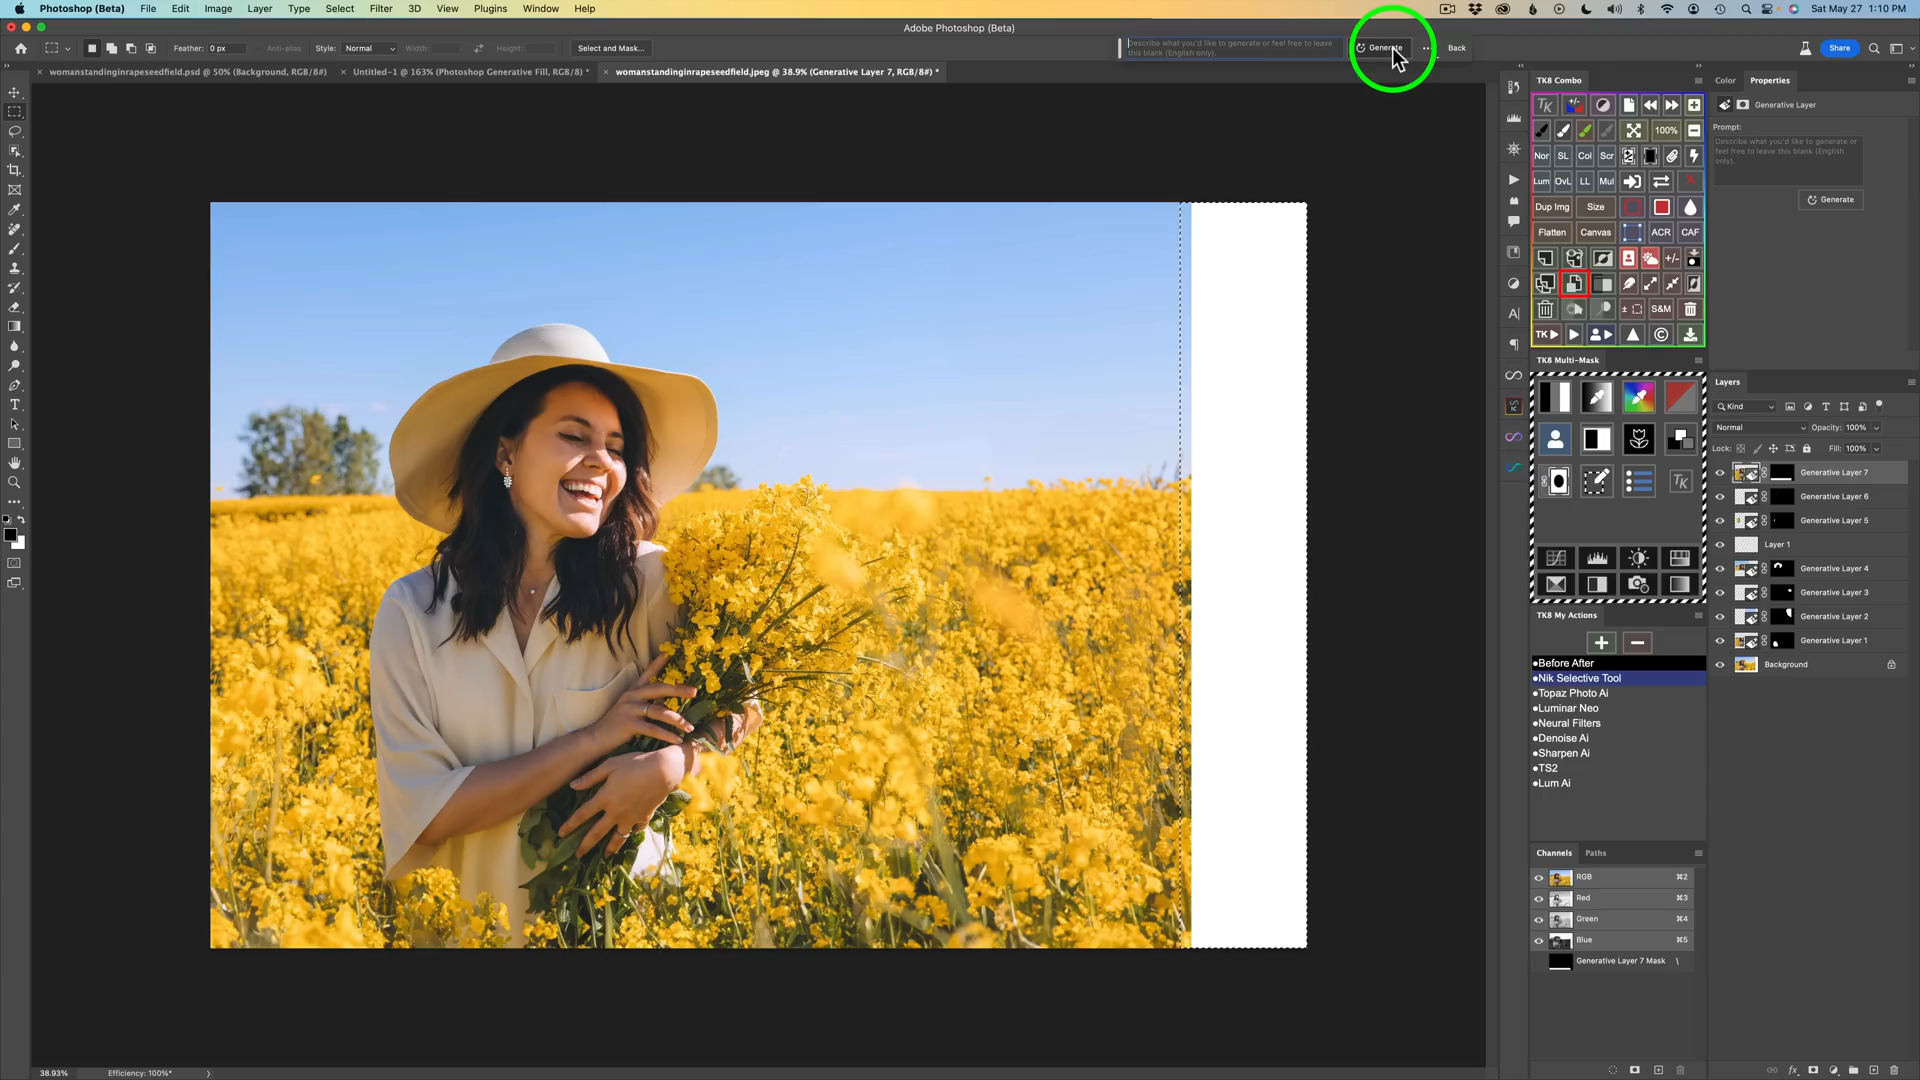 Photoshop (Beta) File Edit Image Layer Type Select Filter 3D View Plugins Window Help
Sat May 27 1:10 PM
Adobe Photoshop (Beta)
Feather: 0 px
Anti-alias
Style: Normal
Width:
Height:
Select and Mask...
Describe what you'd like to generate or feel free to leave
this blank (English only).
Generate
... Back
Share
womanstandinginrapeseedfield.psd @ 50% (Background, RGB/8#)
Untitled-1 @ 163% (Photoshop Generative Fill, RGB/8) *
womanstandinginrapeseedfield.jpeg @ 38.9% (Generative Layer 7, RGB/8#) *
TK8 Combo
TK +/-
100%
Nor SL Col Scr
Lum OvL LL Mul
Dup Img Size
Flatten Canvas ACR CAF
+/-
S&M
TK
TK8 Multi-Mask
TK
TK8 My Actions
Before After
Nik Selective Tool
Topaz Photo Ai
Luminar Neo
Neural Filters
Denoise Ai
Sharpen Ai
TS2
Lum Ai
Channels Paths
RGB ⌘2
Red ⌘3
Green ⌘4
Blue ⌘5
Generative Layer 7 Mask \
Color Properties
Generative Layer
Prompt:
Describe what you'd like to generate or
feel free to leave this blank (English
only).
Generate
Layers
Kind
Normal Opacity: 100%
Lock: Fill: 100%
Generative Layer 7
Generative Layer 6
Generative Layer 5
Layer 1
Generative Layer 4
Generative Layer 3
Generative Layer 2
Generative Layer 1
Background
fx
38.93% Efficiency: 100%*